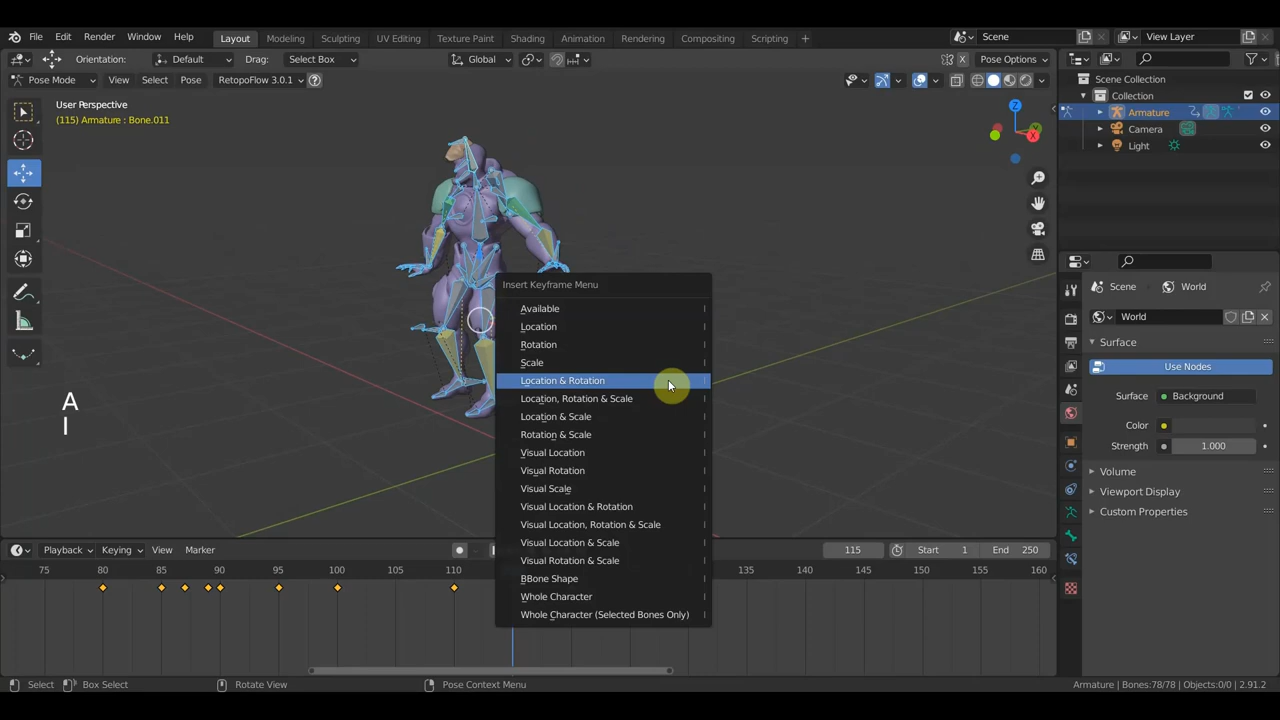 File Edit Render Window Help Layout Modeling Sculpting UV Editing Texture Paint Shading Animation Rendering Compositing Scripting + Scene View Layer
Orientation: Default Drag: Select Box Global Pose Options
Pose Mode View Select Pose RetopoFlow 3.0.1
User Perspective
(115) Armature : Bone.011
Z
Y
X
Scene Collection
Collection
Armature
Camera
Light
Scene World
World
Surface
Use Nodes
Surface Background
Color
Strength 1.000
Volume
Viewport Display
Custom Properties
A
I
Insert Keyframe Menu
Available I
Location I
Rotation I
Scale I
Location & Rotation I
Location, Rotation & Scale I
Location & Scale I
Rotation & Scale I
Visual Location I
Visual Rotation I
Visual Scale I
Visual Location & Rotation I
Visual Location, Rotation & Scale I
Visual Location & Scale I
Visual Rotation & Scale I
BBone Shape I
Whole Character I
Whole Character (Selected Bones Only) I
Playback Keying View Marker 115 Start 1 End 250
75 80 85 90 95 100 105 110 135 140 145 150 155 160
Select Box Select Rotate View Pose Context Menu Armature | Bones:78/78 | Objects:0/0 | 2.91.2